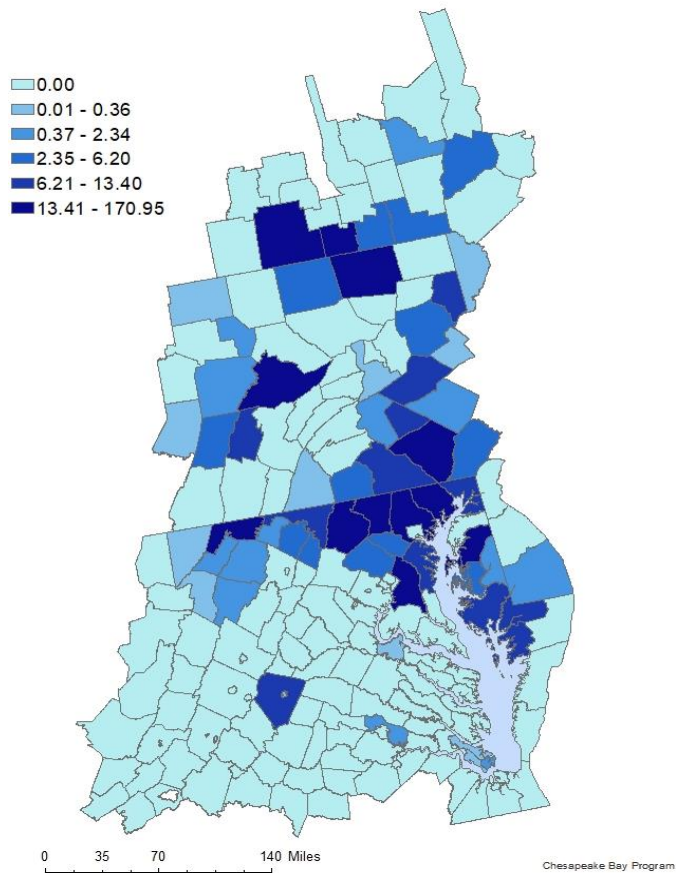 0.00
0.01 - 0.36
0.37 - 2.34
2.35 - 6.20
6.21 - 13.40
13.41 - 170.95
0 35 70 140 Miles
Chesapeake Bay Program